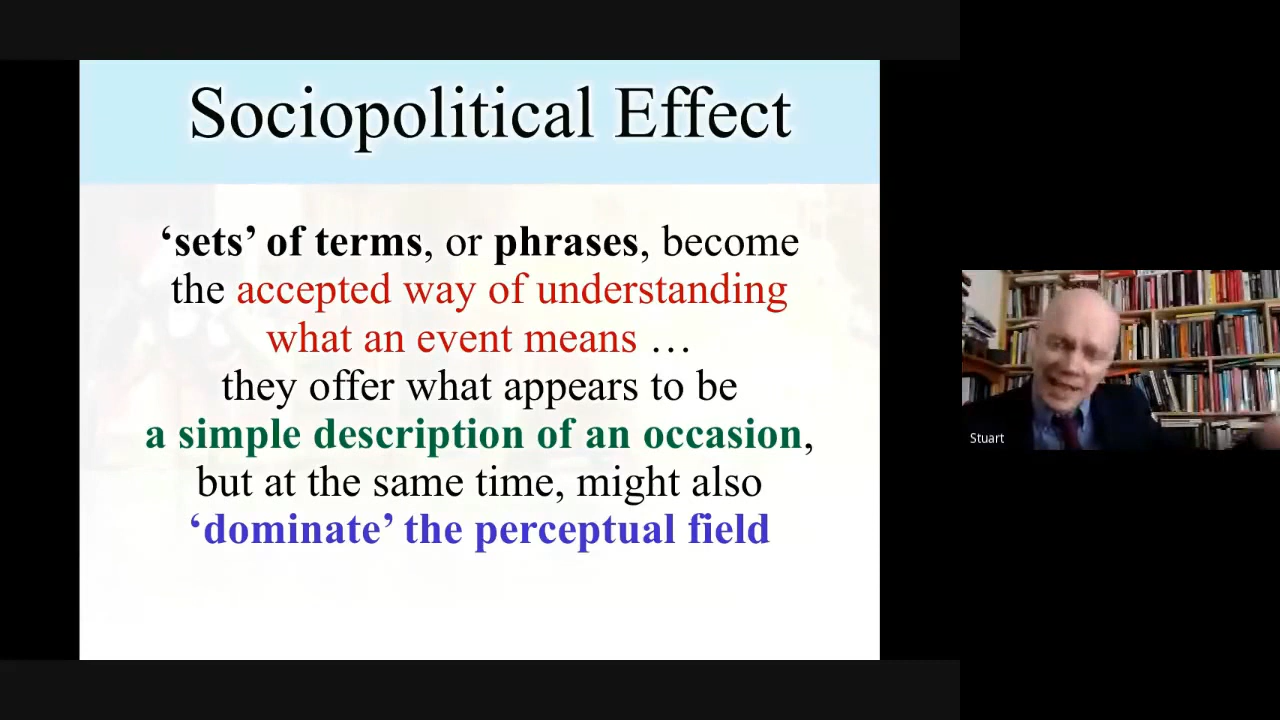 Sociopolitical Effect
‘sets’ of terms, or phrases, become
the accepted way of understanding
what an event means …
they offer what appears to be
a simple description of an occasion,
but at the same time, might also
‘dominate’ the perceptual field
Stuart